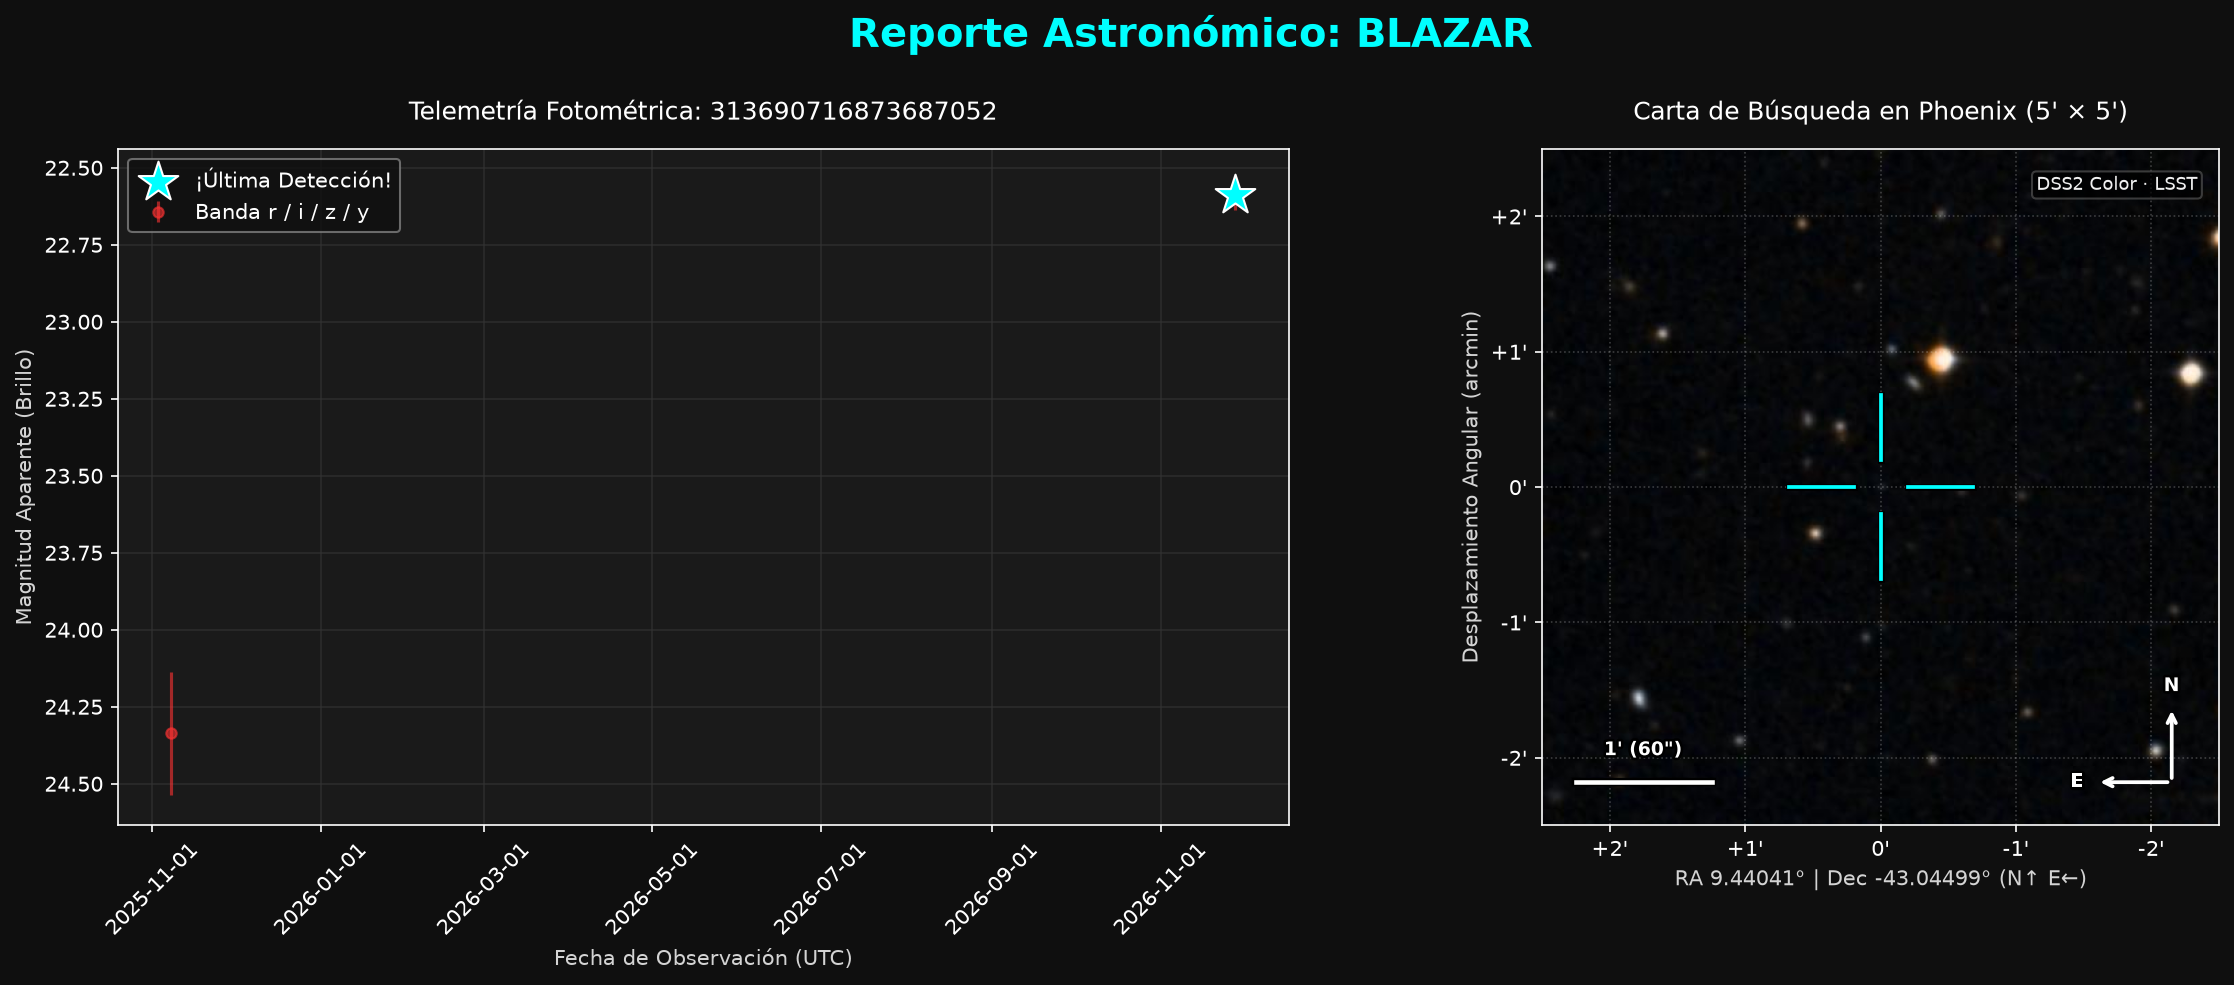 Reporte Astronómico: BLAZAR
Telemetría Fotométrica: 313690716873687052
¡Última Detección!
Banda r / i / z / y
Magnitud Aparente (Brillo)
22.50
22.75
23.00
23.25
23.50
23.75
24.00
24.25
24.50
2025-11-01
2026-01-01
2026-03-01
2026-05-01
2026-07-01
2026-09-01
2026-11-01
Fecha de Observación (UTC)
Carta de Búsqueda en Phoenix (5' × 5')
DSS2 Color · LSST
Desplazamiento Angular (arcmin)
+2'
+1'
0'
-1'
-2'
N
1' (60")
E
+2'
+1'
0'
-1'
-2'
RA 9.44041° | Dec -43.04499° (N↑ E←)